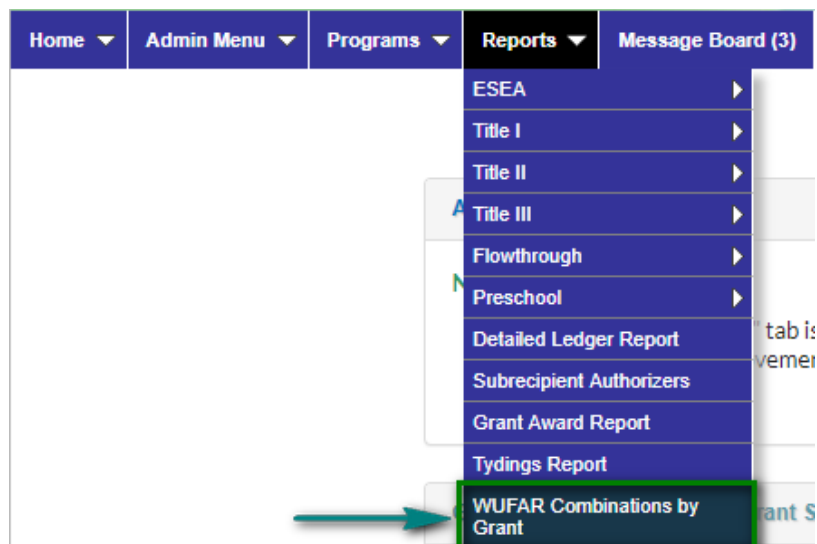 Home Admin Menu Programs Reports Message Board (3)
ESEA
Title I
Title II
Title III
Flowthrough
Preschool
Detailed Ledger Report
" tab is
Subrecipient Authorizers
Grant Award Report
Tydings Report
WUFAR Combinations by
Grant